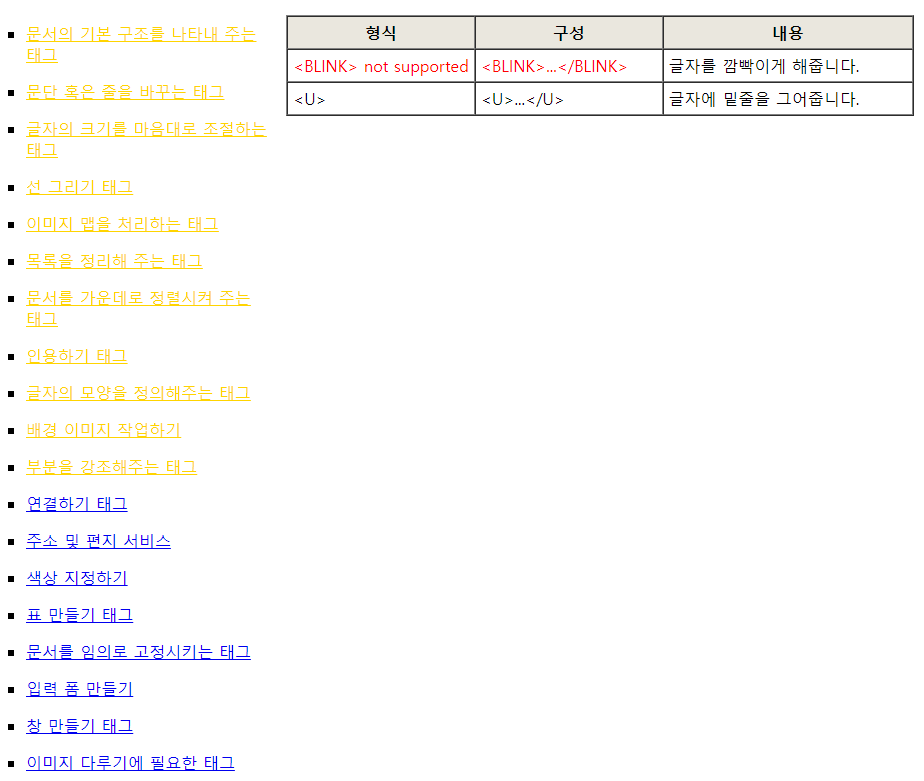 문서의 기본 구조를 나타내 주는
태그
문단 혹은 줄을 바꾸는 태그
글자의 크기를 마음대로 조절하는
태그
선 그리기 태그
이미지 맵을 처리하는 태그
목록을 정리해 주는 태그
문서를 가운데로 정렬시켜 주는
태그
인용하기 태그
글자의 모양을 정의해주는 태그
배경 이미지 작업하기
부분을 강조해주는 태그
연결하기 태그
주소 및 편지 서비스
색상 지정하기
표 만들기 태그
문서를 임의로 고정시키는 태그
입력 폼 만들기
창 만들기 태그
이미지 다루기에 필요한 태그
형식 구성 내용
<BLINK> not supported <BLINK>...</BLINK> 글자를 깜빡이게 해줍니다.
<U> <U>...</U> 글자에 밑줄을 그어줍니다.